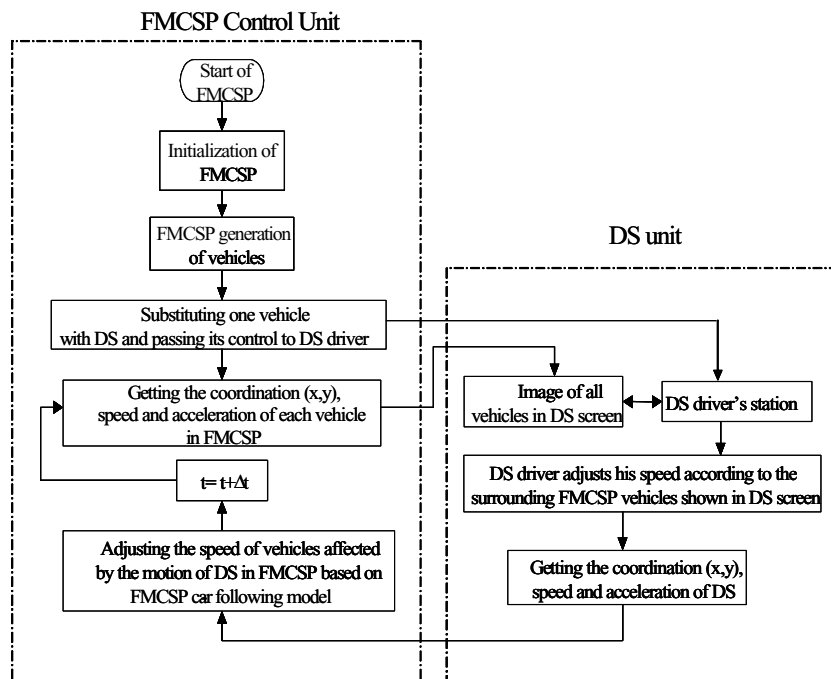 FMCSP Control Unit
Start of
FMCSP
Initialization of
FMCSP
FMCSP generation
of vehicles
Substituting one vehicle
with DS and passing its control to DS driver
Getting the coordination (x,y),
speed and acceleration of each vehicle
in FMCSP
t= t+Δt
Adjusting the speed of vehicles affected
by the motion of DS in FMCSP based on
FMCSP car following model
DS unit
Image of all
vehicles in DS screen
DS driver's station
DS driver adjusts his speed according to the
surrounding FMCSP vehicles shown in DS screen
Getting the coordination (x,y),
speed and acceleration of DS